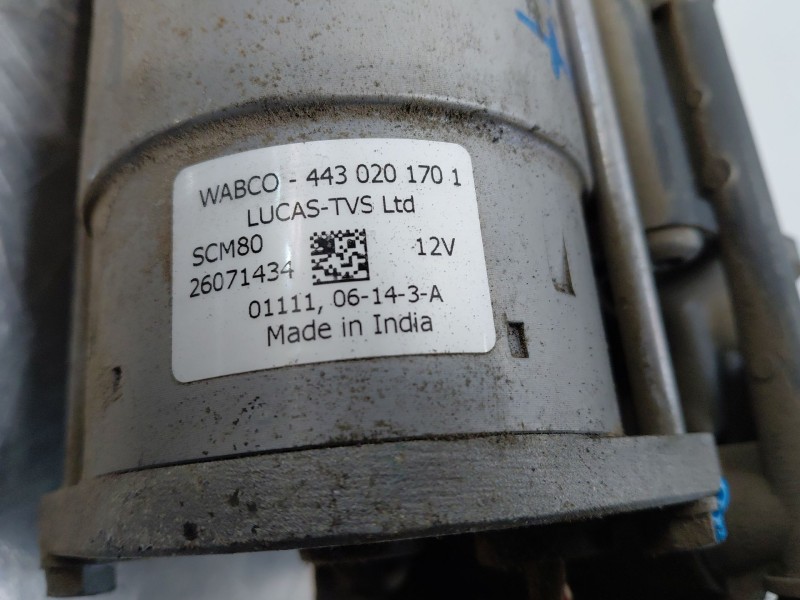 WABCO - 443 020 170 1
LUCAS-TVS Ltd
SCM80 12V
26071434
01111, 06-14-3-A
Made in India